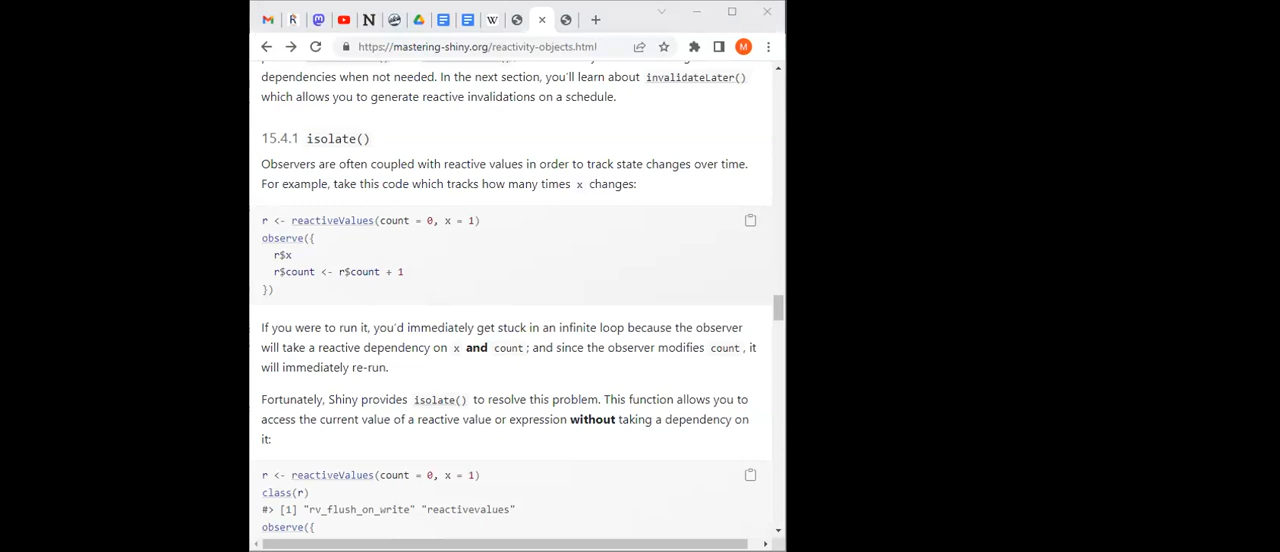 https://mastering-shiny.org/reactivity-objects.html
M
dependencies when not needed. In the next section, you'll learn about invalidateLater()
which allows you to generate reactive invalidations on a schedule.
15.4.1 isolate()
Observers are often coupled with reactive values in order to track state changes over time.
For example, take this code which tracks how many times x changes:
r <- reactiveValues(count = 0, x = 1)
observe({
r$x
r$count <- r$count + 1
})
If you were to run it, you'd immediately get stuck in an infinite loop because the observer
will take a reactive dependency on x and count; and since the observer modifies count, it
will immediately re-run.
Fortunately, Shiny provides isolate() to resolve this problem. This function allows you to
access the current value of a reactive value or expression without taking a dependency on
it:
r <- reactiveValues(count = 0, x = 1)
class(r)
#> [1] "rv_flush_on_write" "reactivevalues"
observe({